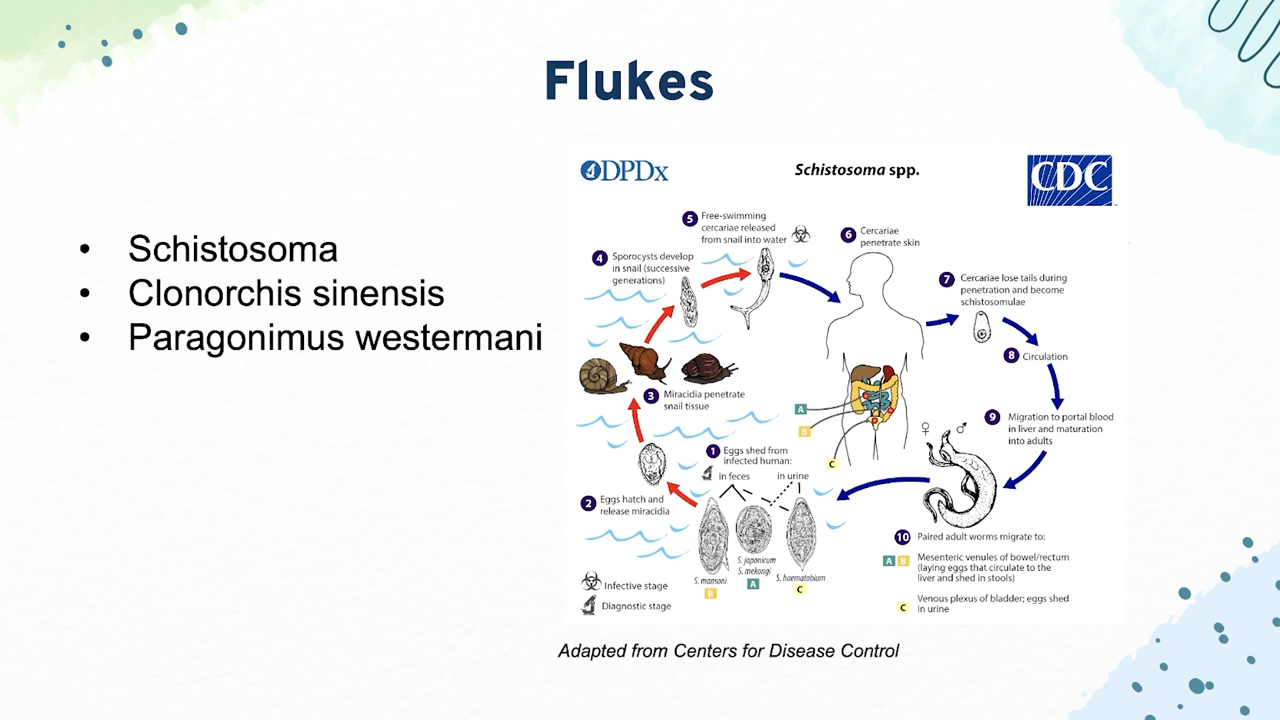 Flukes
• Schistosoma
• Clonorchis sinensis
• Paragonimus westermani
DPDx
Schistosoma spp.
CDC
5 Free-swimming
cercariae released
from snail into water
6 Cercariae
penetrate skin
4 Sporocysts develop
in snail (successive
generations)
7 Cercariae lose tails during
penetration and become
schistosomulae
8 Circulation
3 Miracidia penetrate
snail tissue
A
B
C
9 Migration to portal blood
in liver and maturation
into adults
♀ ♂
1 Eggs shed from
infected human:
in feces in urine
2 Eggs hatch and
release miracidia
S. mansoni
B
S. japonicum
S. mekongi
A
S. haematobium
C
10 Paired adult worms migrate to:
A B Mesenteric venules of bowel/rectum
(laying eggs that circulate to the
liver and shed in stools)
C Venous plexus of bladder; eggs shed
in urine
Infective stage
Diagnostic stage
Adapted from Centers for Disease Control